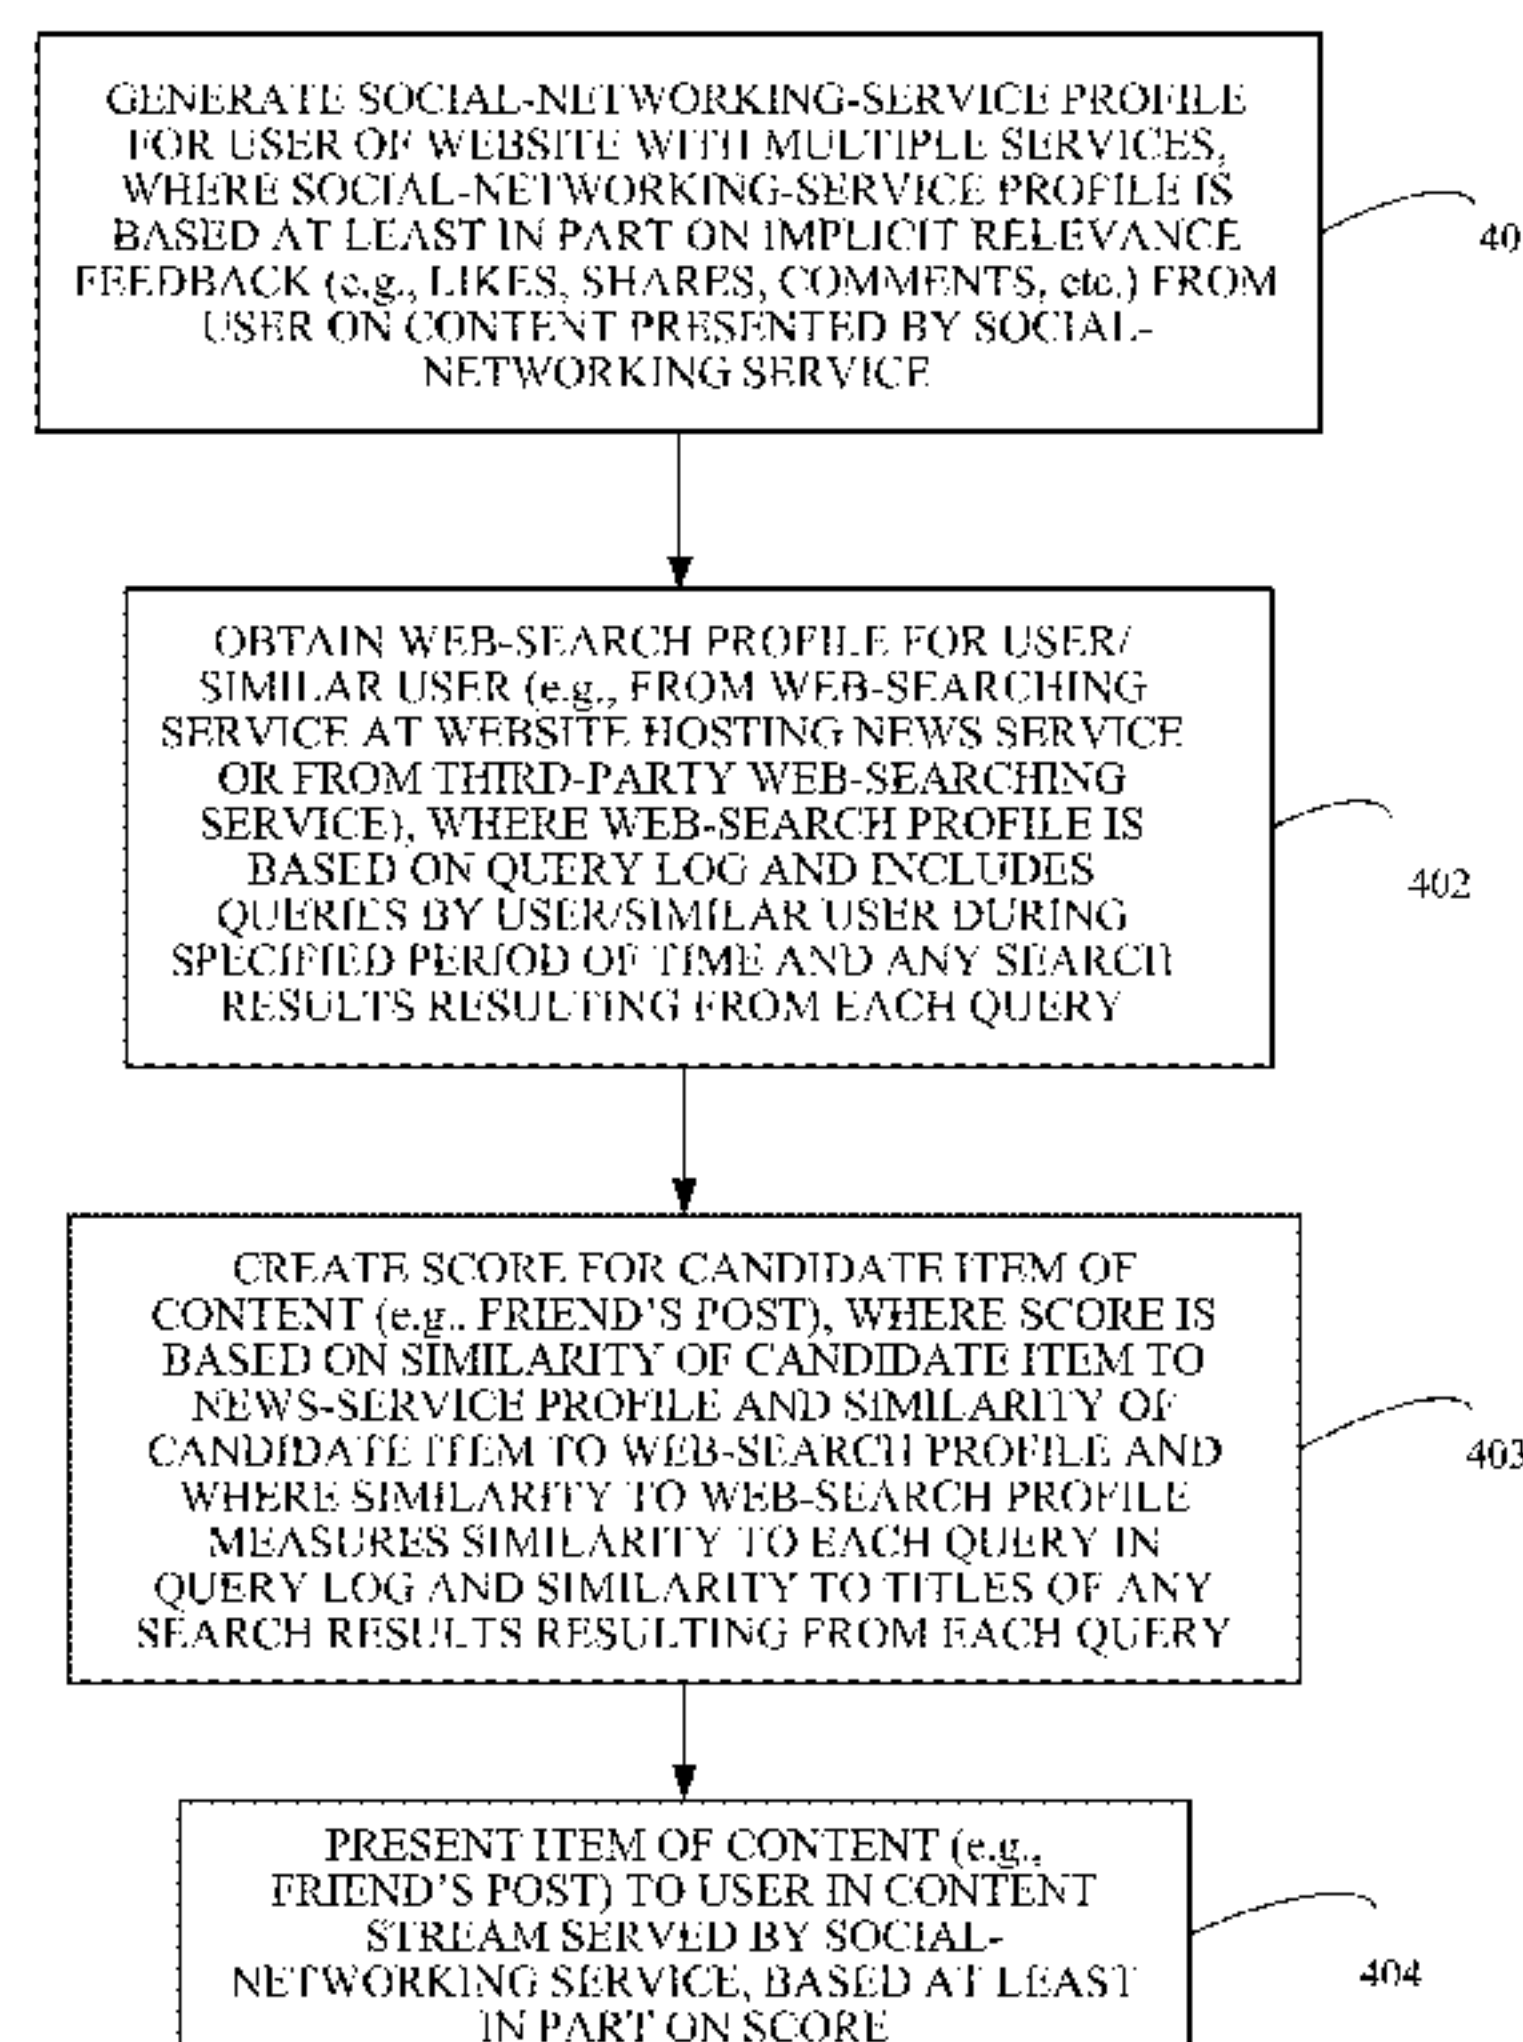 GENERATE SOCIAL-NETWORKING-SERVICE PROFILE
FOR USER OF WEBSITE WITH MULTIPLE SERVICES,
WHERE SOCIAL-NETWORKING-SERVICE PROFILE IS
BASED AT LEAST IN PART ON IMPLICIT RELEVANCE
FEEDBACK (e.g., LIKES, SHARES, COMMENTS, etc.) FROM
USER ON CONTENT PRESENTED BY SOCIAL-
NETWORKING SERVICE
40
OBTAIN WEB-SEARCH PROFILE FOR USER/
SIMILAR USER (e.g., FROM WEB-SEARCHING
SERVICE AT WEBSITE HOSTING NEWS SERVICE
OR FROM THIRD-PARTY WEB-SEARCHING
SERVICE), WHERE WEB-SEARCH PROFILE IS
BASED ON QUERY LOG AND INCLUDES
QUERIES BY USER/SIMILAR USER DURING
SPECIFIED PERIOD OF TIME AND ANY SEARCH
RESULTS RESULTING FROM EACH QUERY
402
CREATE SCORE FOR CANDIDATE ITEM OF
CONTENT (e.g., FRIEND'S POST), WHERE SCORE IS
BASED ON SIMILARITY OF CANDIDATE ITEM TO
NEWS-SERVICE PROFILE AND SIMILARITY OF
CANDIDATE ITEM TO WEB-SEARCH PROFILE AND
WHERE SIMILARITY TO WEB-SEARCH PROFILE
MEASURES SIMILARITY TO EACH QUERY IN
QUERY LOG AND SIMILARITY TO TITLES OF ANY
SEARCH RESULTS RESULTING FROM EACH QUERY
403
PRESENT ITEM OF CONTENT (e.g.,
FRIEND'S POST) TO USER IN CONTENT
STREAM SERVED BY SOCIAL-
NETWORKING SERVICE, BASED AT LEAST
IN PART ON SCORE
404